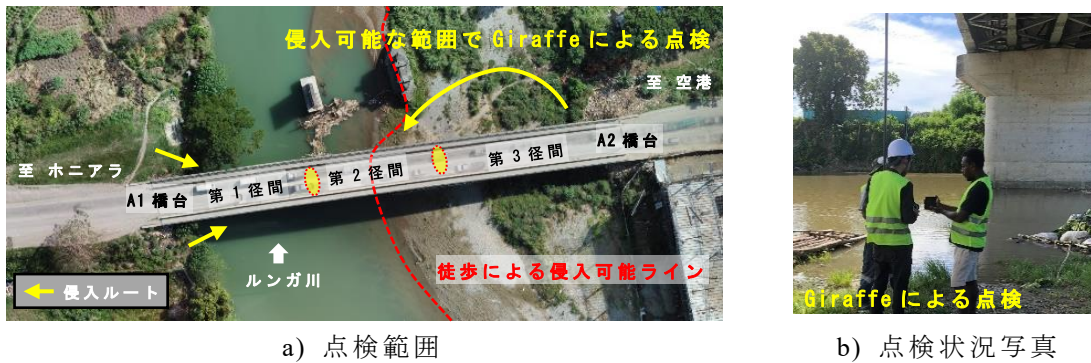 侵入可能な範囲でGiraffeによる点検
至 空港
A2橋台
第3径間
第2径間
第1径間
至 ホニアラ
A1橋台
徒歩による侵入可能ライン
ルンガ川
侵入ルート
a) 点検範囲
Giraffeによる点検
b) 点検状況写真